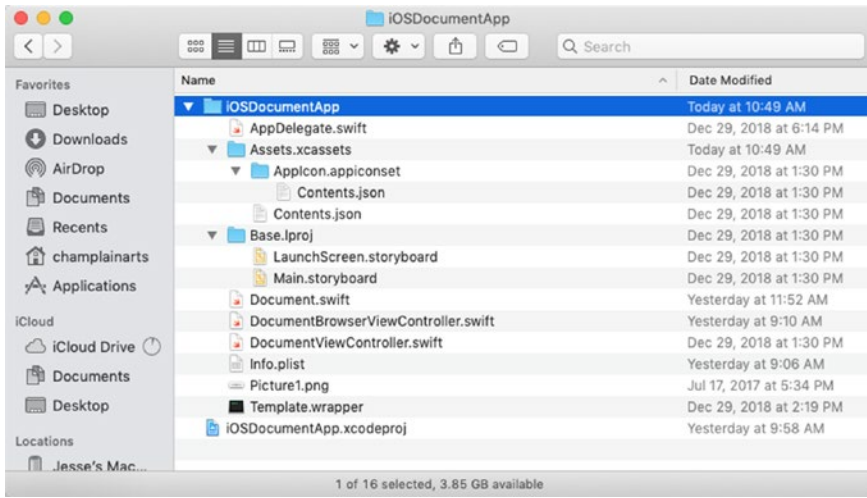 iOSDocumentApp
Search
Favorites
Desktop
Downloads
AirDrop
Documents
Recents
champlainarts
Applications
iCloud
iCloud Drive
Documents
Desktop
Locations
Jesse's Mac...
Name Date Modified
iOSDocumentApp Today at 10:49 AM
AppDelegate.swift Dec 29, 2018 at 6:14 PM
Assets.xcassets Today at 10:49 AM
AppIcon.appiconset Dec 29, 2018 at 1:30 PM
Contents.json Dec 29, 2018 at 1:30 PM
Contents.json Dec 29, 2018 at 1:30 PM
Base.lproj Dec 29, 2018 at 1:30 PM
LaunchScreen.storyboard Dec 29, 2018 at 1:30 PM
Main.storyboard Dec 29, 2018 at 1:30 PM
Document.swift Yesterday at 11:52 AM
DocumentBrowserViewController.swift Yesterday at 9:10 AM
DocumentViewController.swift Dec 29, 2018 at 1:30 PM
Info.plist Yesterday at 9:06 AM
Picture1.png Jul 17, 2017 at 5:34 PM
Template.wrapper Dec 29, 2018 at 2:19 PM
iOSDocumentApp.xcodeproj Yesterday at 9:58 AM
1 of 16 selected, 3.85 GB available